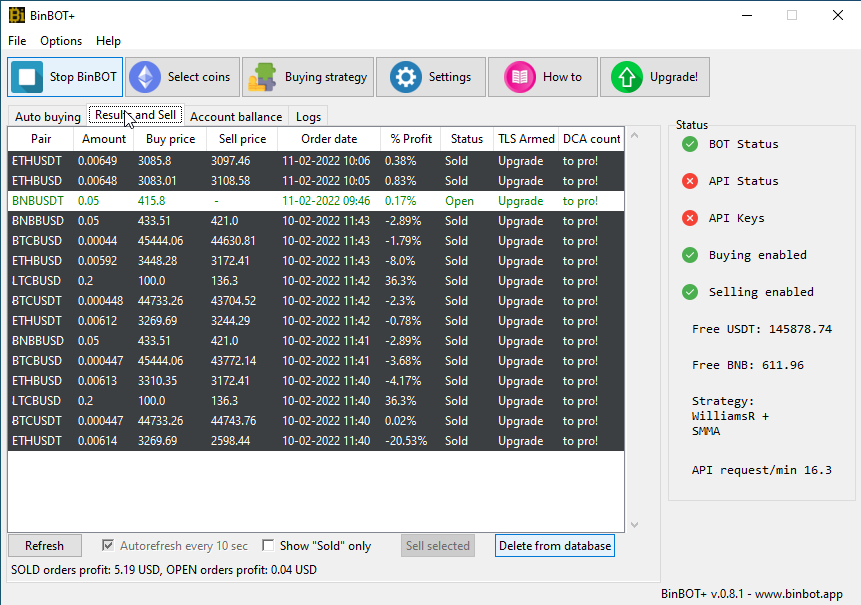 BinBOT+
File Options Help
Stop BinBOT Select coins Buying strategy Settings How to Upgrade!
Auto buying Results and Sell Account ballance Logs
Pair Amount Buy price Sell price Order date % Profit Status TLS Armed DCA count
ETHUSDT 0.00649 3085.8 3097.46 11-02-2022 10:06 0.38% Sold Upgrade to pro!
ETHBUSD 0.00648 3083.01 3108.58 11-02-2022 10:05 0.83% Sold Upgrade to pro!
BNBUSDT 0.05 415.8 - 11-02-2022 09:46 0.17% Open Upgrade to pro!
BNBBUSD 0.05 433.51 421.0 10-02-2022 11:43 -2.89% Sold Upgrade to pro!
BTCBUSD 0.00044 45444.06 44630.81 10-02-2022 11:43 -1.79% Sold Upgrade to pro!
ETHBUSD 0.00592 3448.28 3172.41 10-02-2022 11:43 -8.0% Sold Upgrade to pro!
LTCBUSD 0.2 100.0 136.3 10-02-2022 11:42 36.3% Sold Upgrade to pro!
BTCUSDT 0.000448 44733.26 43704.52 10-02-2022 11:42 -2.3% Sold Upgrade to pro!
ETHUSDT 0.00612 3269.69 3244.29 10-02-2022 11:42 -0.78% Sold Upgrade to pro!
BNBBUSD 0.05 433.51 421.0 10-02-2022 11:41 -2.89% Sold Upgrade to pro!
BTCBUSD 0.000447 45444.06 43772.14 10-02-2022 11:41 -3.68% Sold Upgrade to pro!
ETHBUSD 0.00613 3310.35 3172.41 10-02-2022 11:40 -4.17% Sold Upgrade to pro!
LTCBUSD 0.2 100.0 136.3 10-02-2022 11:40 36.3% Sold Upgrade to pro!
BTCUSDT 0.000447 44733.26 44743.76 10-02-2022 11:40 0.02% Sold Upgrade to pro!
ETHUSDT 0.00614 3269.69 2598.44 10-02-2022 11:40 -20.53% Sold Upgrade to pro!
Refresh Autorefresh every 10 sec Show "Sold" only Sell selected Delete from database
SOLD orders profit: 5.19 USD, OPEN orders profit: 0.04 USD
Status
BOT Status
API Status
API Keys
Buying enabled
Selling enabled
Free USDT: 145878.74
Free BNB: 611.96
Strategy:
WilliamsR +
SMMA
API request/min 16.3
BinBOT+ v.0.8.1 - www.binbot.app